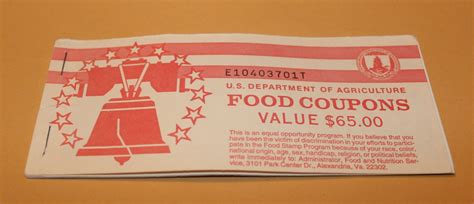 E10403701T
U.S. DEPARTMENT OF AGRICULTURE
FOOD COUPONS
VALUE $65.00
This is an equal opportunity program. If you believe that you
have been the victim of discrimination in your efforts to partici-
pate in the Food Stamp Program because of your race, color,
national origin, age, sex, handicap, religion, or political beliefs,
write immediately to: Administrator, Food and Nutrition Ser-
vice, 3101 Park Center Dr., Alexandria, Va. 22302.